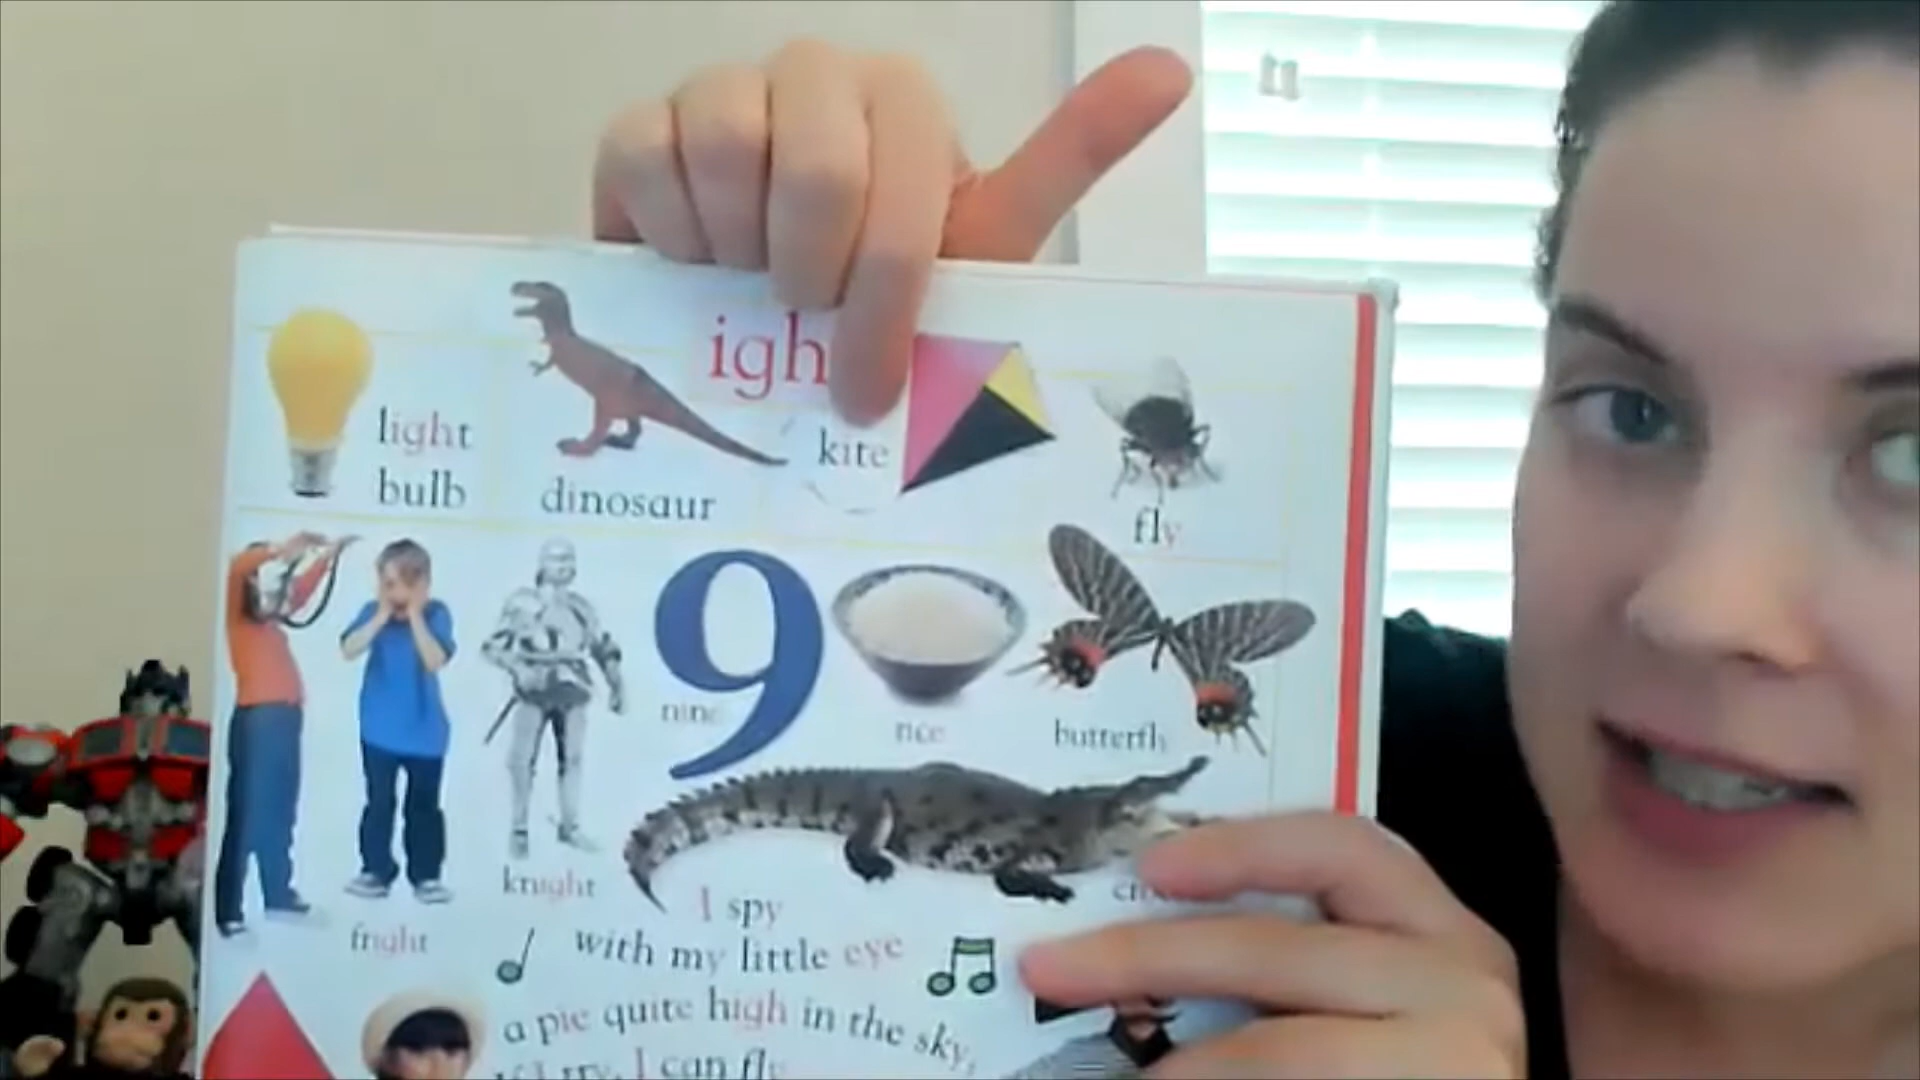 igh
light
bulb
dinosaur
kite
fly
9
nine
rice
butterfly
knight
fright
I spy
with my little eye
a pie quite high in the sky,
I can fly